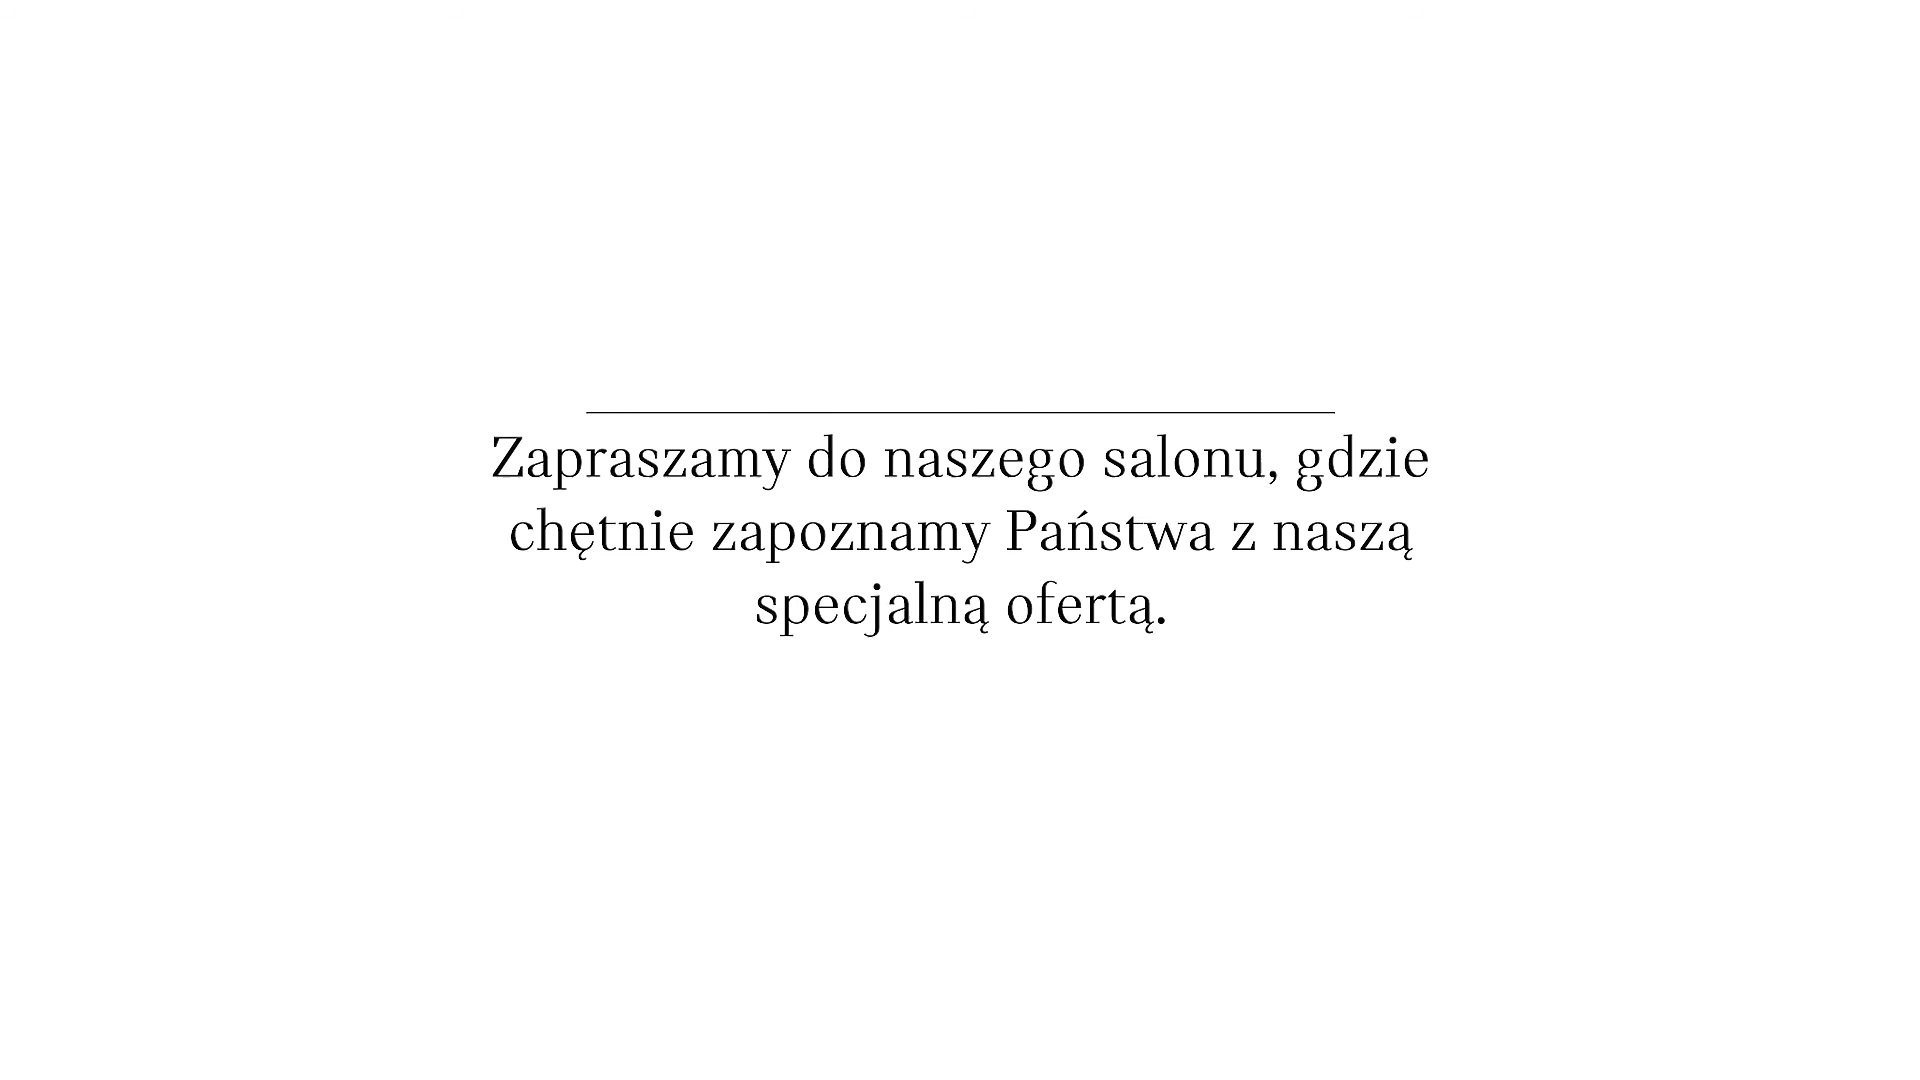 Zapraszamy do naszego salonu, gdzie
chętnie zapoznamy Państwa z naszą
specjalną ofertą.